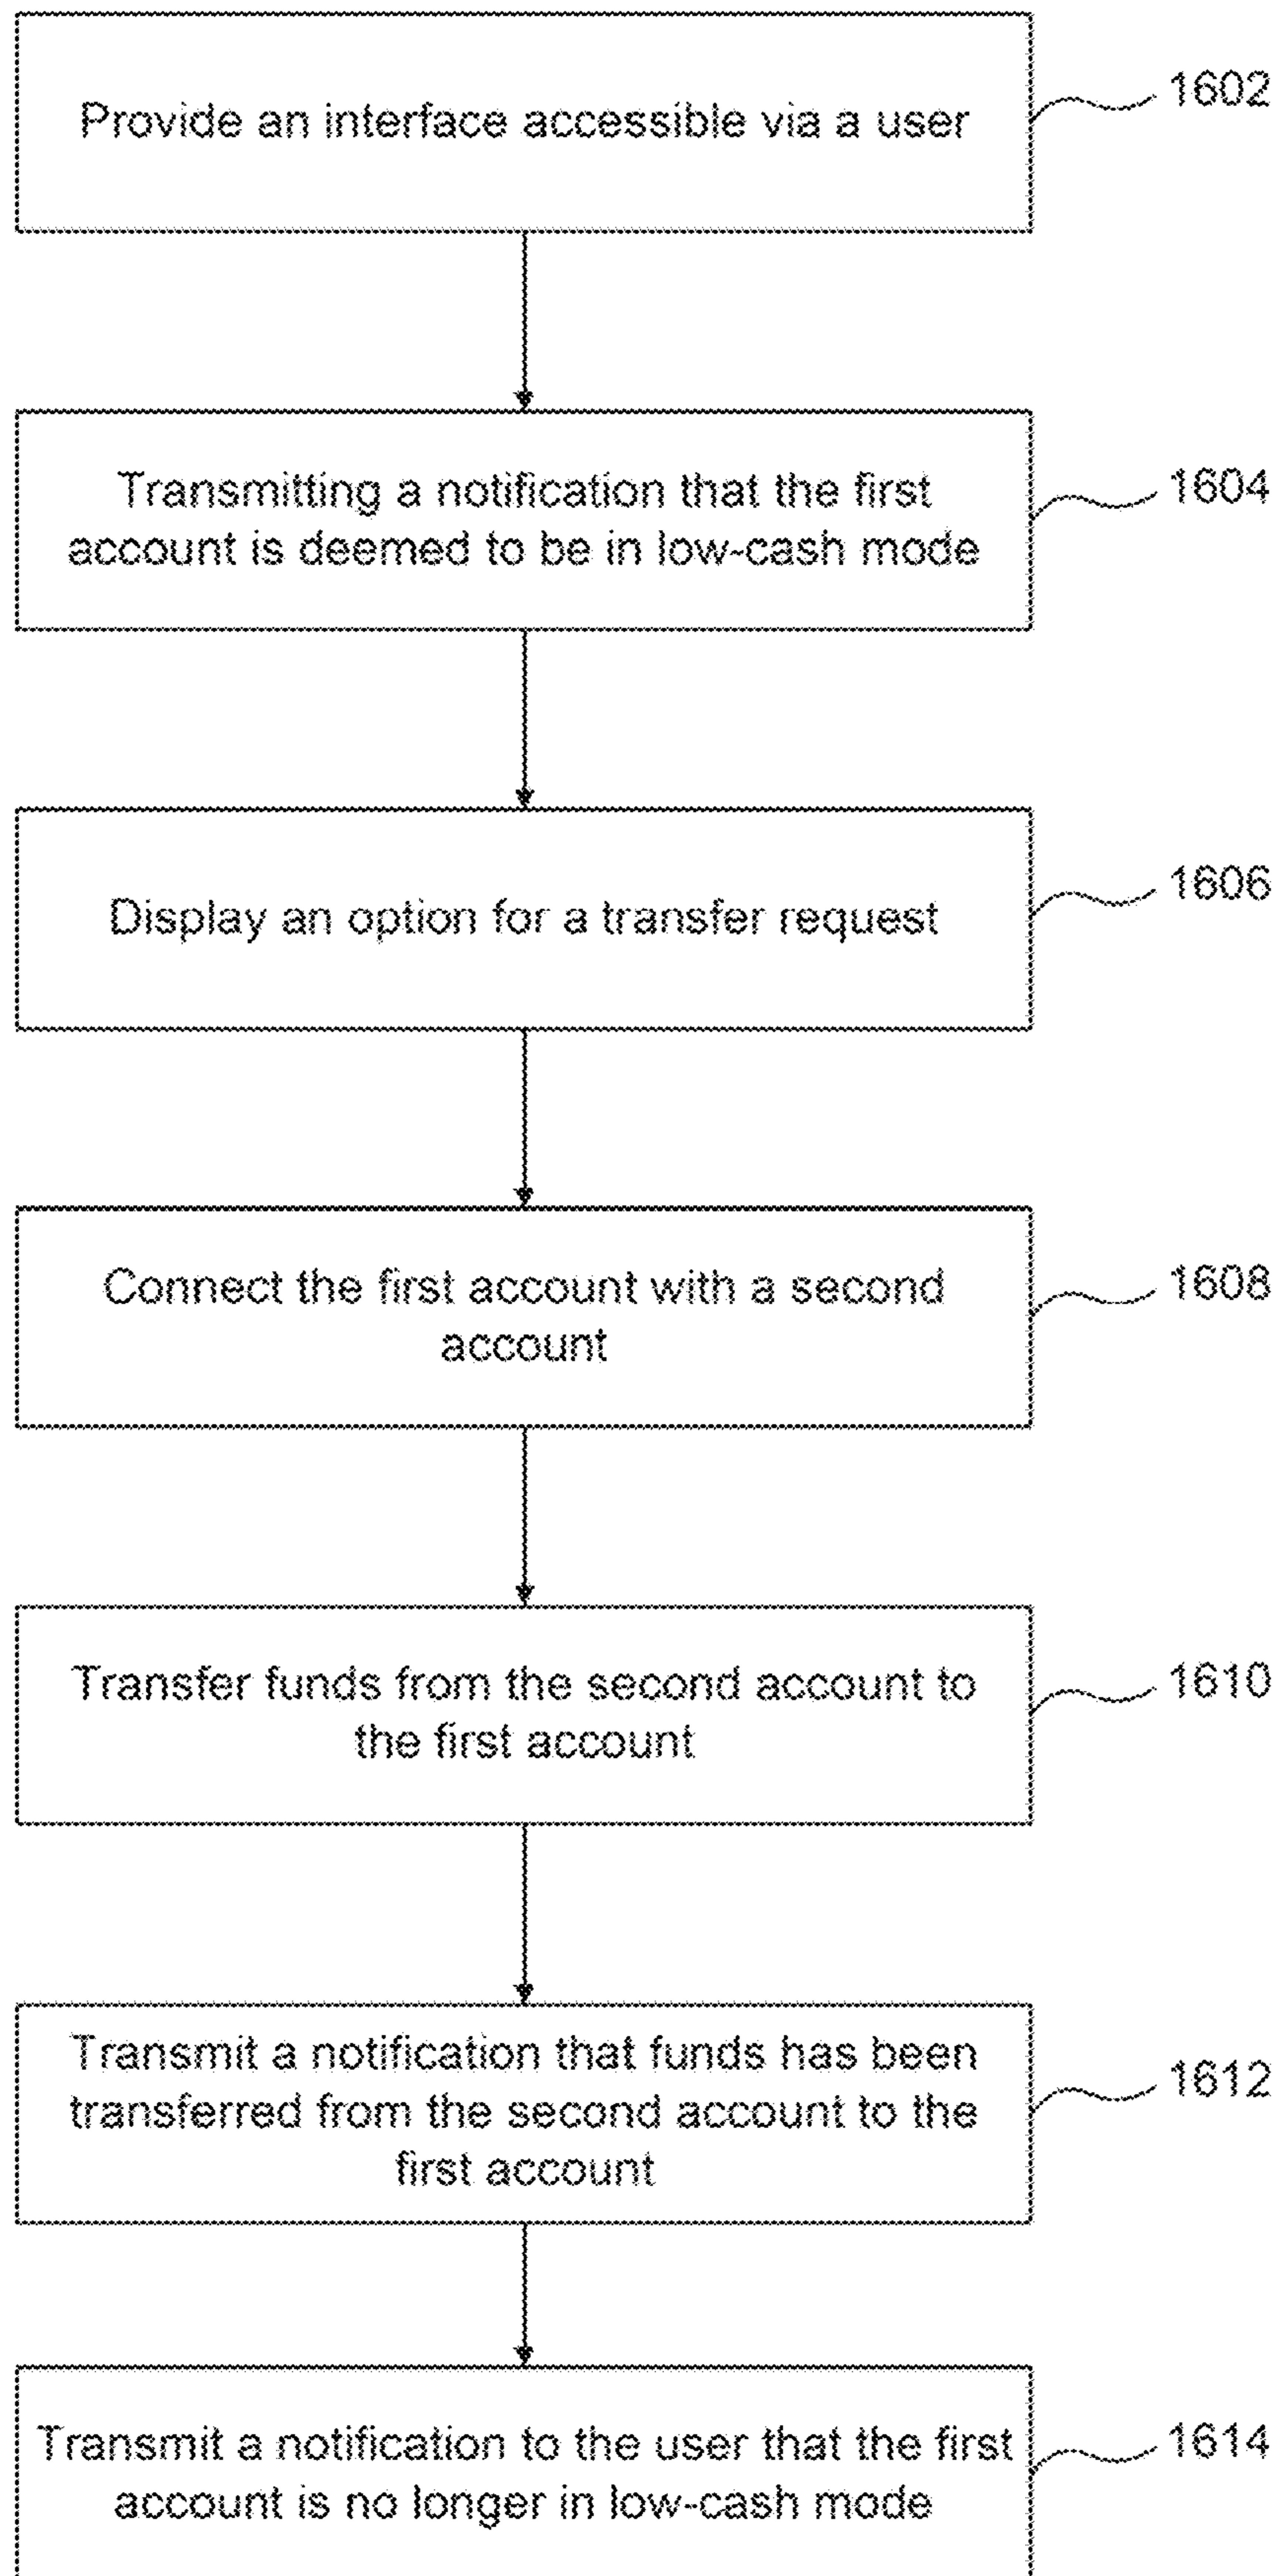 Provide an interface accessible via a user
1602
Transmitting a notification that the first
account is deemed to be in low-cash mode
1604
Display an option for a transfer request
1606
Connect the first account with a second
account
1608
Transfer funds from the second account to
the first account
1610
Transmit a notification that funds has been
transferred from the second account to the
first account
1612
Transmit a notification to the user that the first
account is no longer in low-cash mode
1614